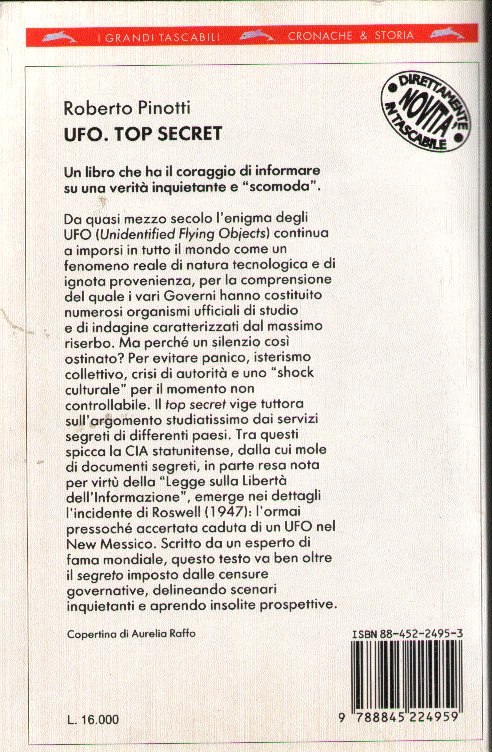 I GRANDI TASCABILI
CRONACHE & STORIA
DIRETTAMENTE
NOVITÀ
IN TASCABILE
Roberto Pinotti
UFO. TOP SECRET
Un libro che ha il coraggio di informare
su una verità inquietante e “scomoda”.
Da quasi mezzo secolo l'enigma degli
UFO (Unidentified Flying Objects) continua
a imporsi in tutto il mondo come un
fenomeno reale di natura tecnologica e di
ignota provenienza, per la comprensione
del quale i vari Governi hanno costituito
numerosi organismi ufficiali di studio
e di indagine caratterizzati dal massimo
riserbo. Ma perché un silenzio così
ostinato? Per evitare panico, isterismo
collettivo, crisi di autorità e uno “shock
culturale” per il momento non
controllabile. Il top secret vige tuttora
sull'argomento studiatissimo dai servizi
segreti di differenti paesi. Tra questi
spicca la CIA statunitense, dalla cui mole
di documenti segreti, in parte resa nota
per virtù della “Legge sulla Libertà
dell'Informazione”, emerge nei dettagli
l'incidente di Roswell (1947): l'ormai
pressoché accertata caduta di un UFO nel
New Messico. Scritto da un esperto di
fama mondiale, questo testo va ben oltre
il segreto imposto dalle censure
governative, delineando scenari
inquietanti e aprendo insolite prospettive.
Copertina di Aurelia Raffo
ISBN 88-452-2495-3
L. 16.000
9 788845 224959